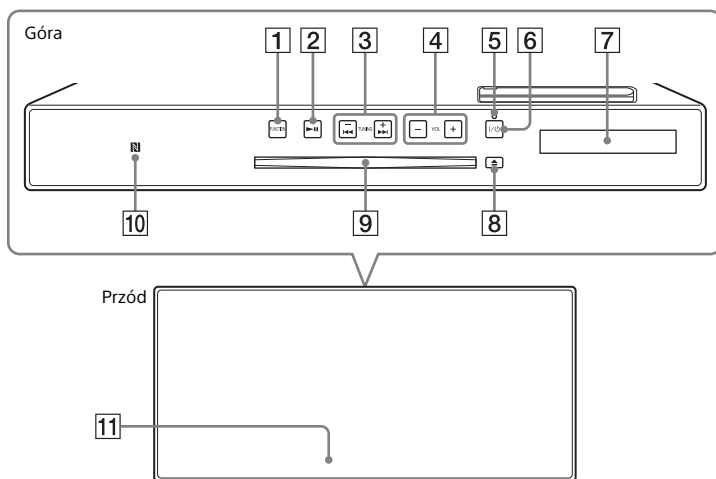 Góra
1 2 3 4 5 6 7
FUNCTION TUNING VOL
10 9 8
Przód
11